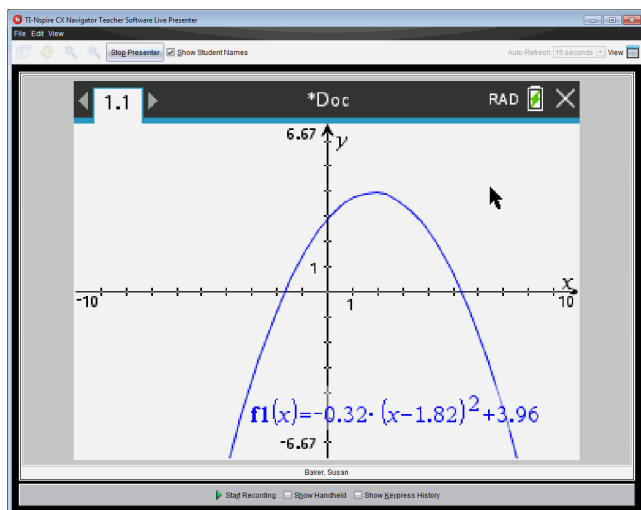 TI-Nspire CX Navigator Teacher Software Live Presenter
File Edit View
Stop Presenter Show Student Names Auto-Refresh: 15 seconds View
1.1 *Doc RAD
6.67 y
1
x
-10 1 10
f1(x)=-0.32·(x-1.82)²+3.96
-6.67
Baker, Susan
Start Recording Show Handheld Show Keypress History